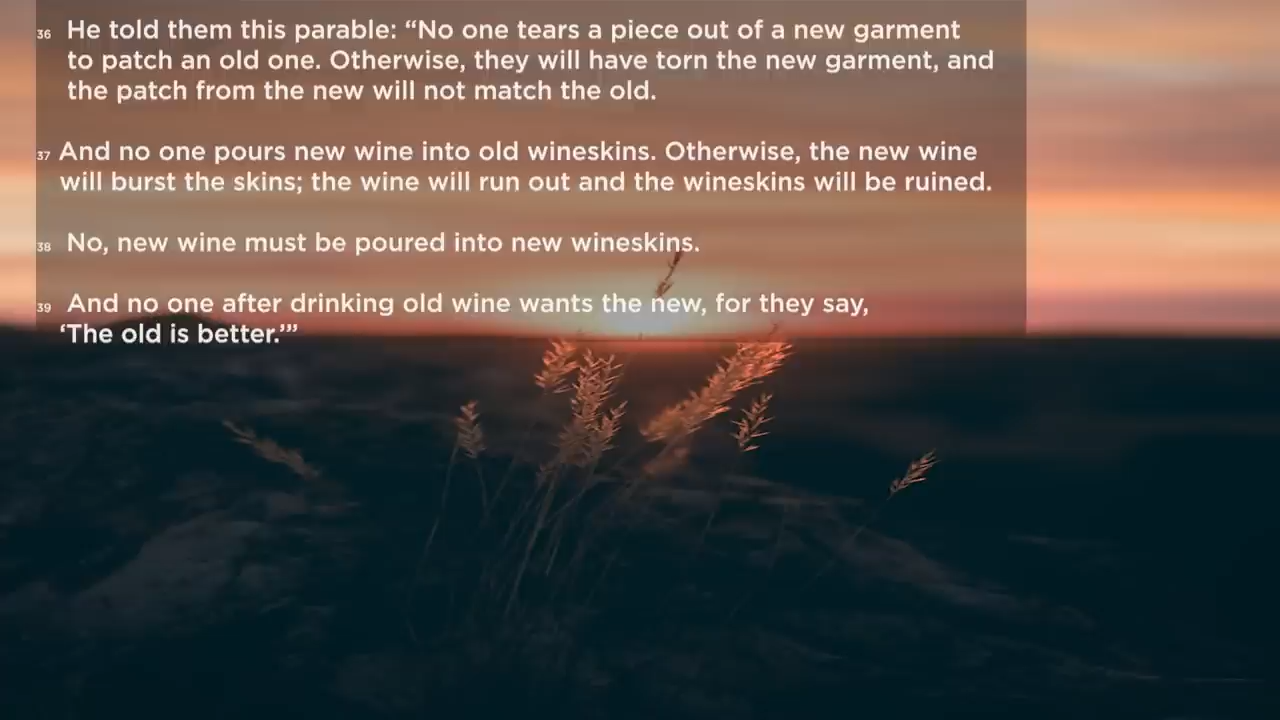 36 He told them this parable: “No one tears a piece out of a new garment
to patch an old one. Otherwise, they will have torn the new garment, and
the patch from the new will not match the old.
37 And no one pours new wine into old wineskins. Otherwise, the new wine
will burst the skins; the wine will run out and the wineskins will be ruined.
38 No, new wine must be poured into new wineskins.
39 And no one after drinking old wine wants the new, for they say,
‘The old is better.’”